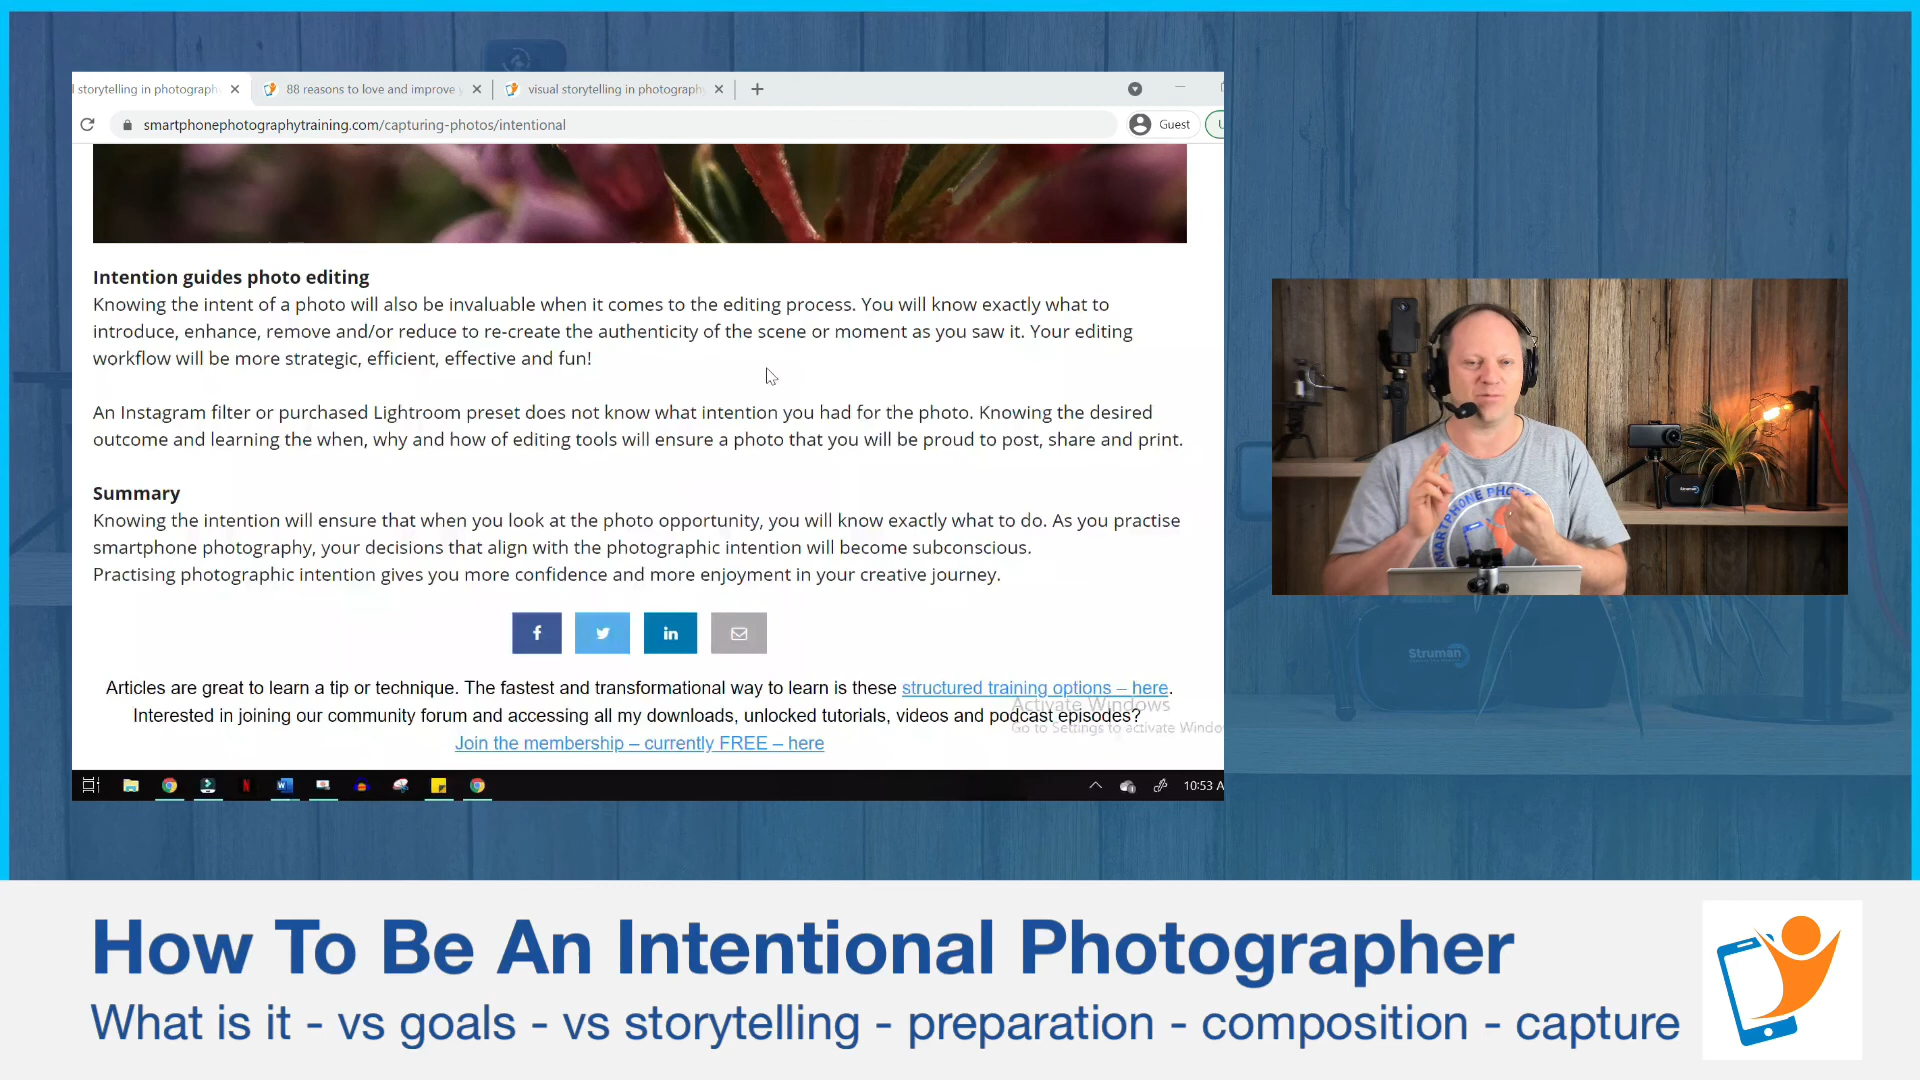 l storytelling in photography
88 reasons to love and improve y
visual storytelling in photography
smartphonephotographytraining.com/capturing-photos/intentional
Guest
U
Intention guides photo editing
Knowing the intent of a photo will also be invaluable when it comes to the editing process. You will know exactly what to
introduce, enhance, remove and/or reduce to re-create the authenticity of the scene or moment as you saw it. Your editing
workflow will be more strategic, efficient, effective and fun!
An Instagram filter or purchased Lightroom preset does not know what intention you had for the photo. Knowing the desired
outcome and learning the when, why and how of editing tools will ensure a photo that you will be proud to post, share and print.
Summary
Knowing the intention will ensure that when you look at the photo opportunity, you will know exactly what to do. As you practise
smartphone photography, your decisions that align with the photographic intention will become subconscious.
Practising photographic intention gives you more confidence and more enjoyment in your creative journey.
Articles are great to learn a tip or technique. The fastest and transformational way to learn is these structured training options – here.
Interested in joining our community forum and accessing all my downloads, unlocked tutorials, videos and podcast episodes?
Join the membership – currently FREE – here
Activate Windows
Go to Settings to activate Windo
10:53 A
SMARTPHONE PHOTO
Struman
Struman
How To Be An Intentional Photographer
What is it - vs goals - vs storytelling - preparation - composition - capture